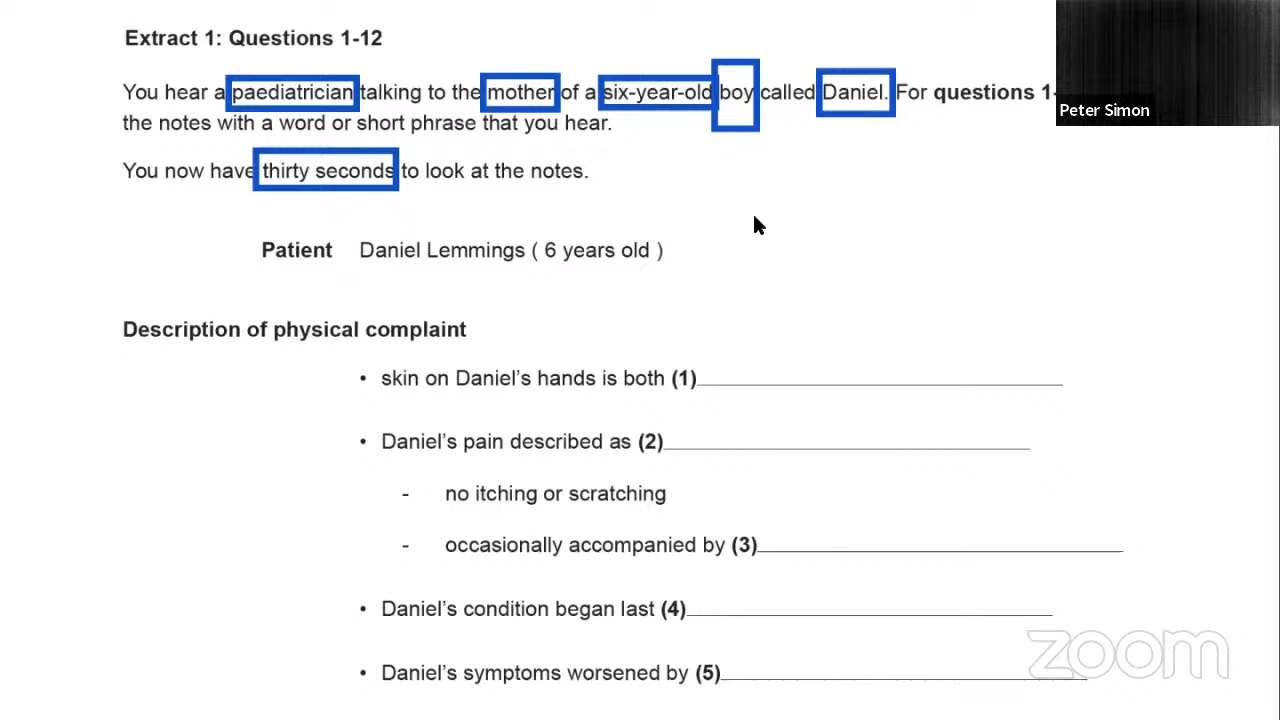 Extract 1: Questions 1-12
You hear a paediatrician talking to the mother of a six-year-old boy called Daniel. For questions 1-
the notes with a word or short phrase that you hear.
You now have thirty seconds to look at the notes.
Patient Daniel Lemmings ( 6 years old )
Description of physical complaint
• skin on Daniel's hands is both (1)
• Daniel's pain described as (2)
- no itching or scratching
- occasionally accompanied by (3)
• Daniel's condition began last (4)
• Daniel's symptoms worsened by (5)
Peter Simon
zoom